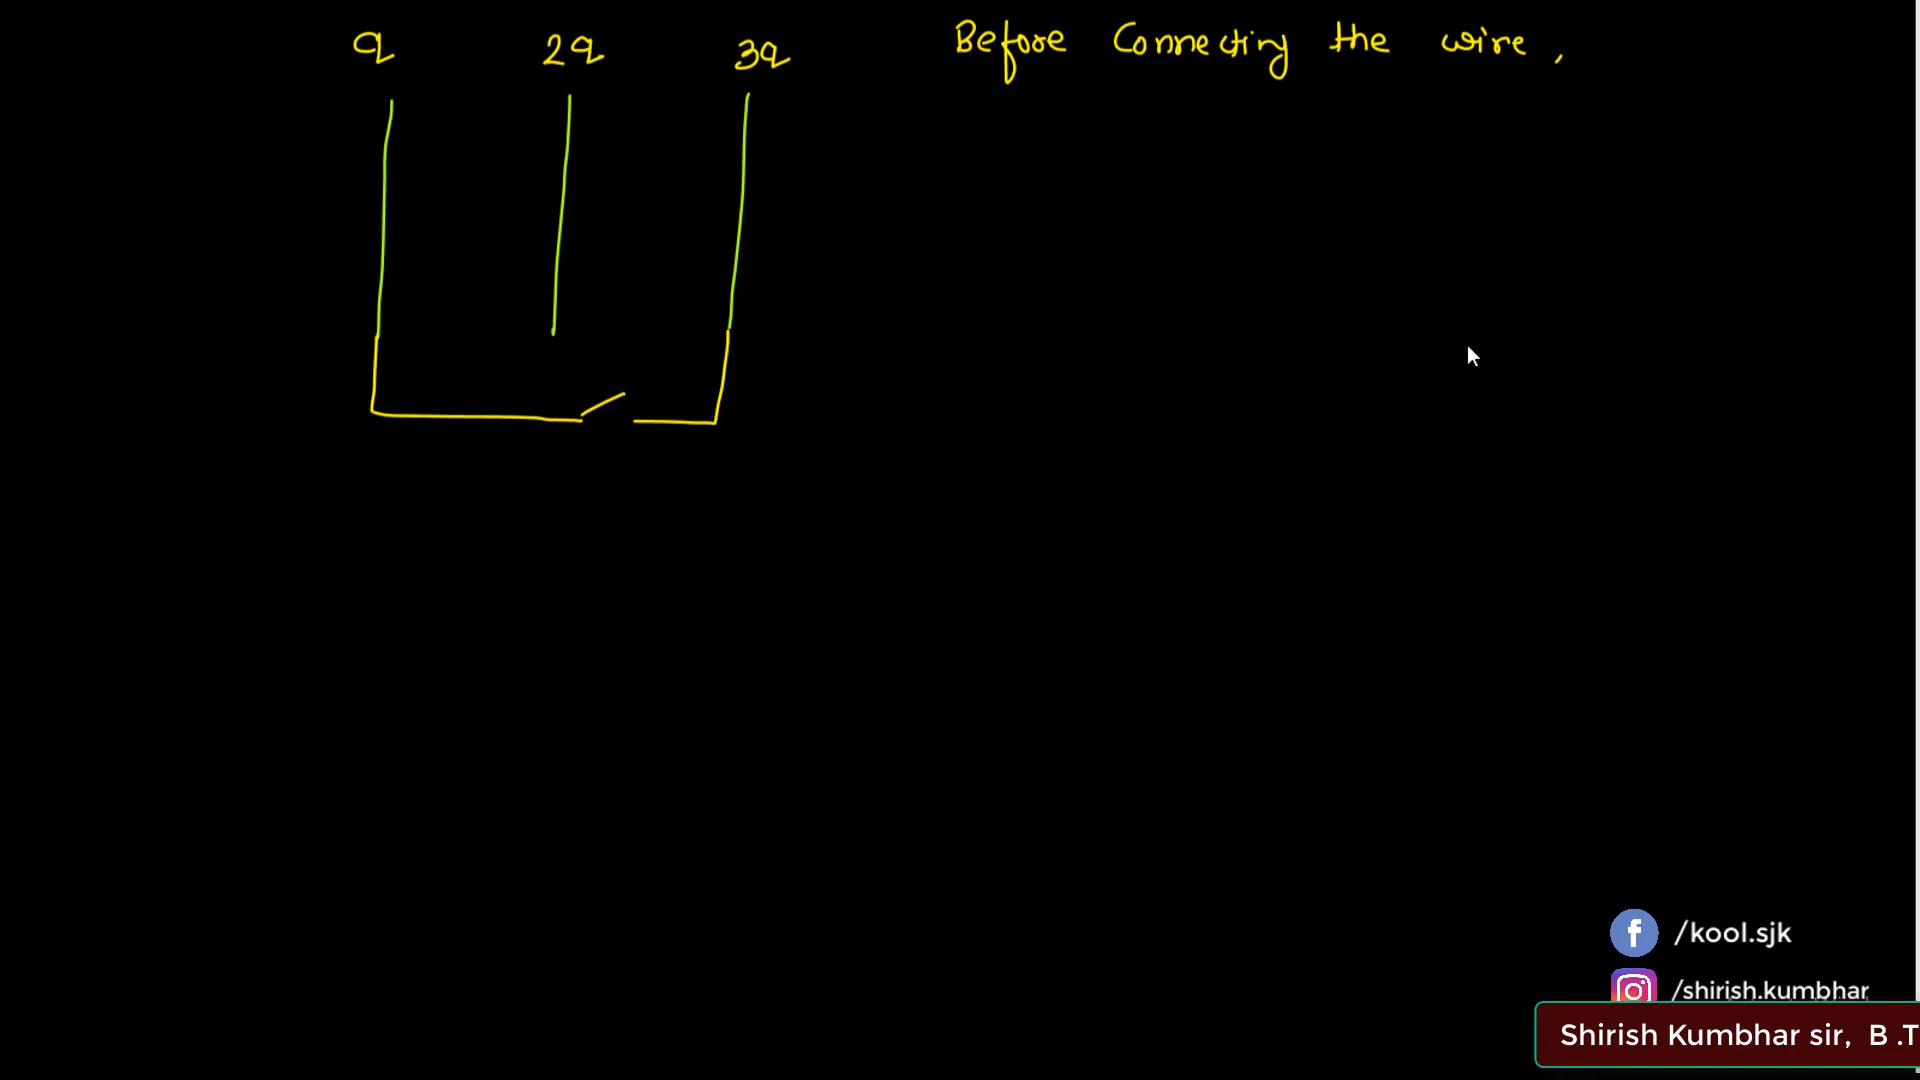 q 2q 3q Before Connecting the wire,
/kool.sjk
/shirish.kumbhar
Shirish Kumbhar sir, B .T